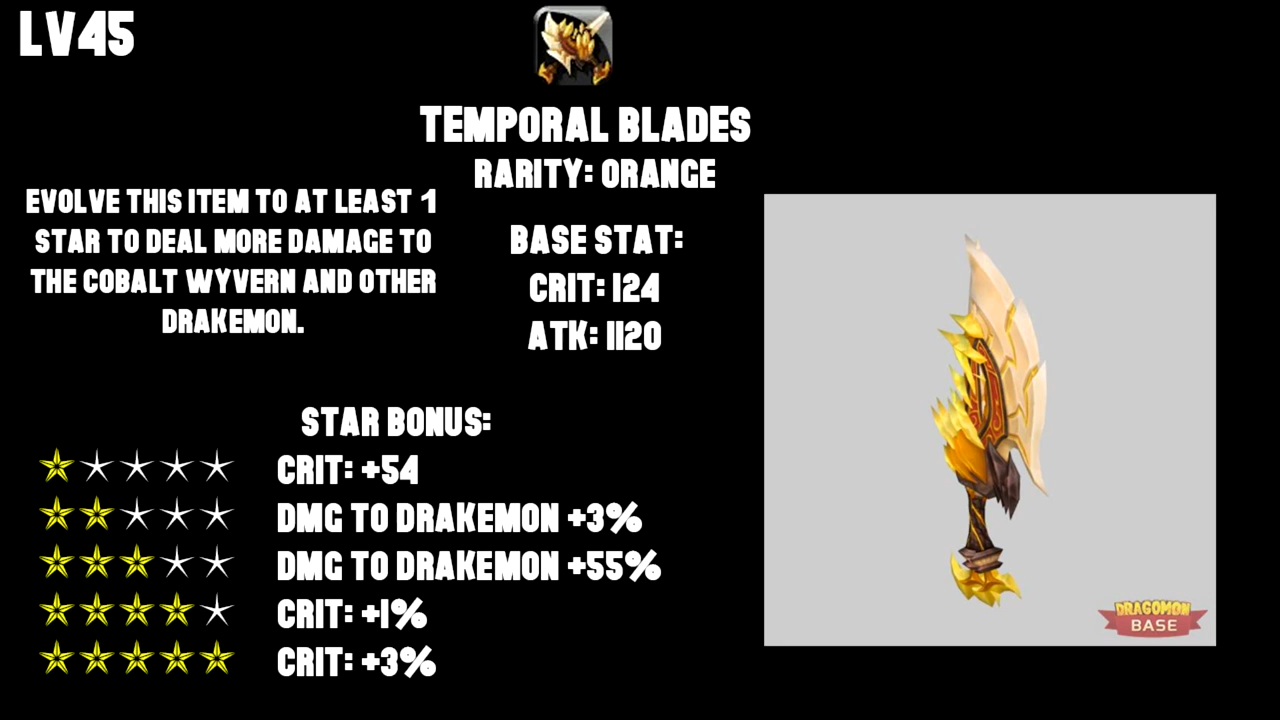 LV45
TEMPORAL BLADES
RARITY: ORANGE
EVOLVE THIS ITEM TO AT LEAST 1
STAR TO DEAL MORE DAMAGE TO
THE COBALT WYVERN AND OTHER
DRAKEMON.
BASE STAT:
CRIT: 124
ATK: 1120
STAR BONUS:
CRIT: +54
DMG TO DRAKEMON +3%
DMG TO DRAKEMON +55%
CRIT: +1%
CRIT: +3%
DRAGOMON
BASE